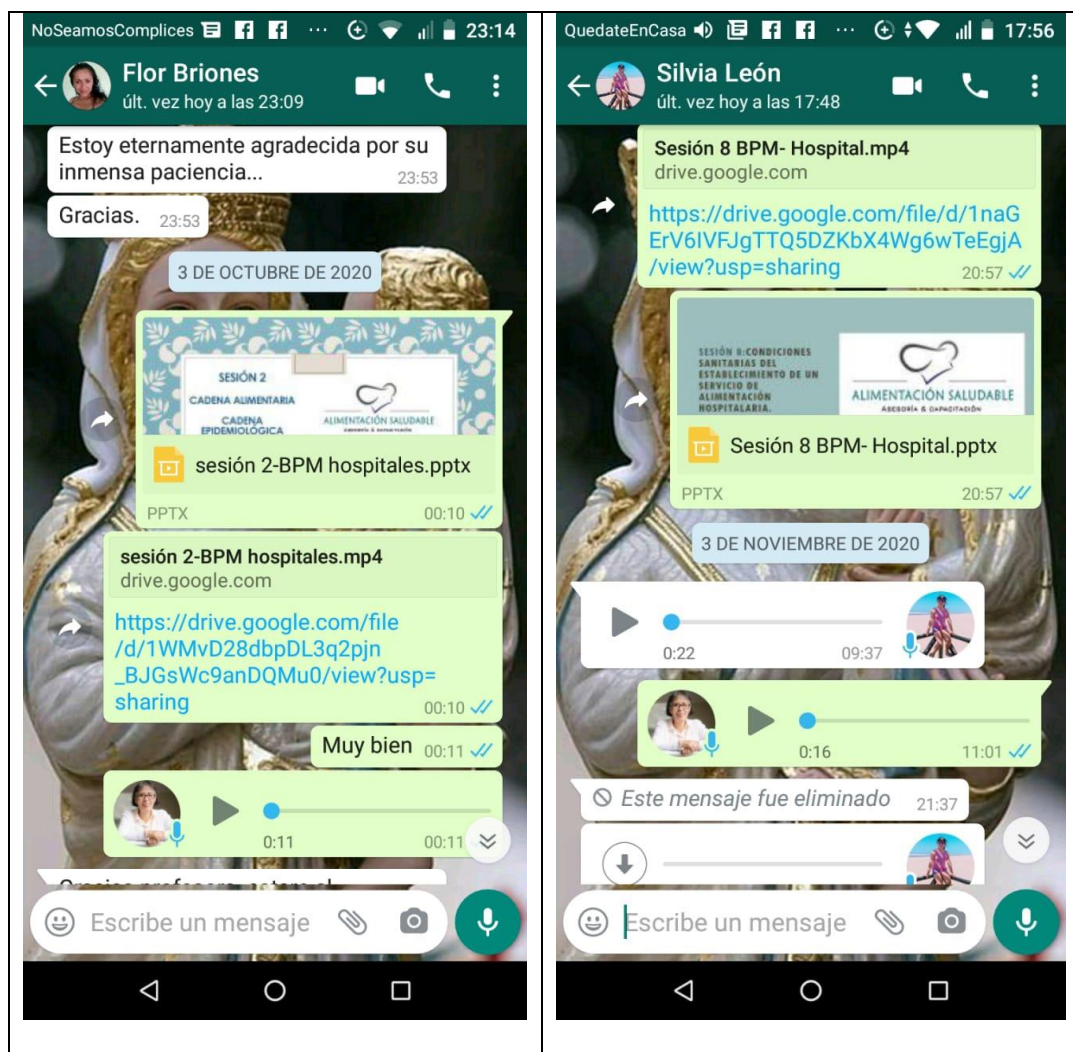 NoSeamosComplices 23:14
Flor Briones
últ. vez hoy a las 23:09
Estoy eternamente agradecida por su
inmensa paciencia...
23:53
Gracias. 23:53
3 DE OCTUBRE DE 2020
SESIÓN 2
CADENA ALIMENTARIA
CADENA
EPIDEMIOLÓGICA
ALIMENTACIÓN SALUDABLE
sesión 2-BPM hospitales.pptx
PPTX 00:10
sesión 2-BPM hospitales.mp4
drive.google.com
https://drive.google.com/file
/d/1WMvD28dbpDL3q2pjn
_BJGsWc9anDQMu0/view?usp=
sharing
00:10
Muy bien 00:11
0:11 00:11
Escribe un mensaje
QuedateEnCasa 17:56
Silvia León
últ. vez hoy a las 17:48
Sesión 8 BPM- Hospital.mp4
drive.google.com
https://drive.google.com/file/d/1naG
ErV6IVFJgTTQ5DZKbX4Wg6wTeEgjA
/view?usp=sharing
20:57
SESIÓN 8:CONDICIONES
SANITARIAS DEL
ESTABLECIMIENTO DE UN
SERVICIO DE
ALIMENTACIÓN
HOSPITALARIA.
ALIMENTACIÓN SALUDABLE
ASESORÍA & CAPACITACIÓN
Sesión 8 BPM- Hospital.pptx
PPTX 20:57
3 DE NOVIEMBRE DE 2020
0:22 09:37
0:16 11:01
Este mensaje fue eliminado 21:37
Escribe un mensaje